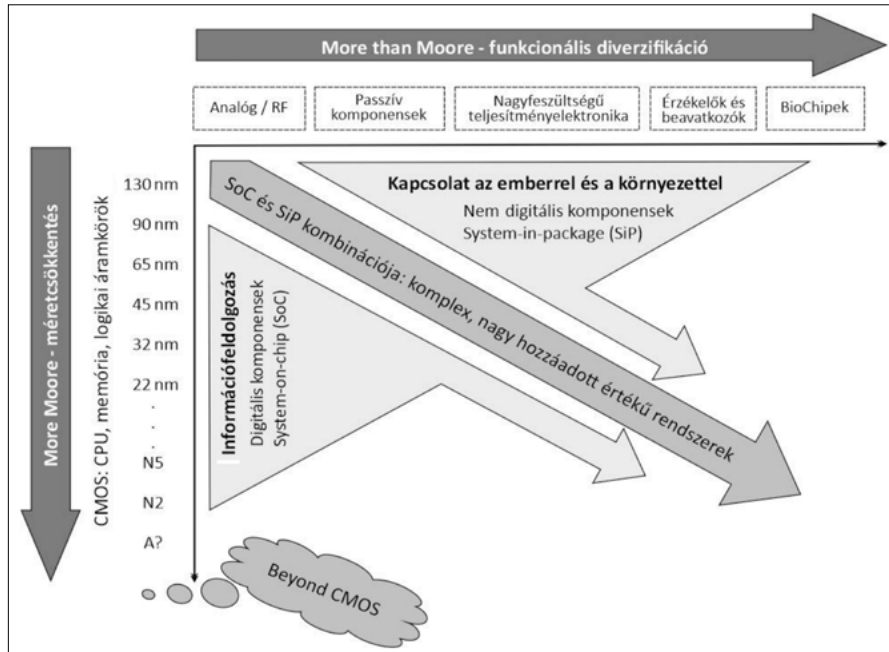 More than Moore - funkcionális diverzifikáció
Analóg / RF
Passzív
komponensek
Nagyfeszültségű
teljesítményelektronika
Érzékelők és
beavatkozók
BioChipek
More Moore - méretcsökkentés
CMOS: CPU, memória, logikai áramkörök
130 nm
90 nm
65 nm
45 nm
32 nm
22 nm
.
.
.
N5
N2
A?
Kapcsolat az emberrel és a környezettel
Nem digitális komponensek
System-in-package (SiP)
SoC és SiP kombinációja: komplex, nagy hozzáadott értékű rendszerek
Információfeldolgozás
Digitális komponensek
System-on-chip (SoC)
Beyond CMOS